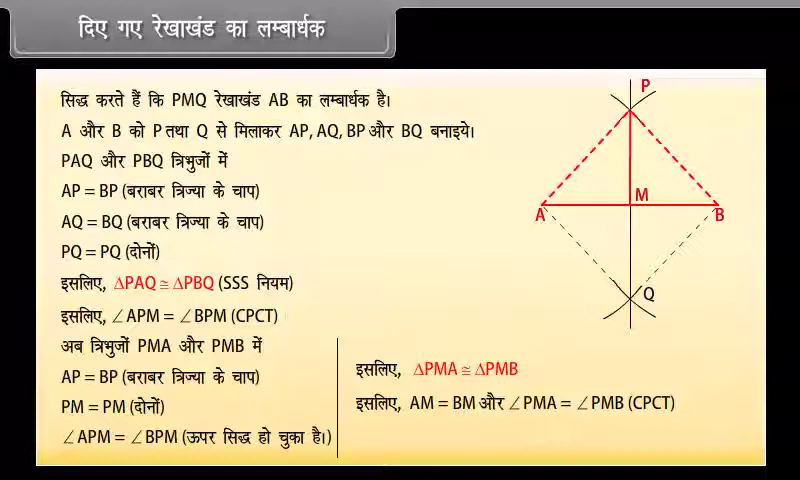 दिए गए रेखाखंड का लम्बार्धक
सिद्ध करते हैं कि PMQ रेखाखंड AB का लम्बार्धक है।
A और B को P तथा Q से मिलाकर AP, AQ, BP और BQ बनाइये।
PAQ और PBQ त्रिभुजों में
AP = BP (बराबर त्रिज्या के चाप)
AQ = BQ (बराबर त्रिज्या के चाप)
PQ = PQ (दोनों)
इसलिए, ΔPAQ ≅ ΔPBQ (SSS नियम)
इसलिए, ∠APM = ∠BPM (CPCT)
अब त्रिभुजों PMA और PMB में
AP = BP (बराबर त्रिज्या के चाप)
PM = PM (दोनों)
∠APM = ∠BPM (ऊपर सिद्ध हो चुका है।)
इसलिए, ΔPMA ≅ ΔPMB
इसलिए, AM = BM और ∠PMA = ∠PMB (CPCT)
P
M
A
B
Q